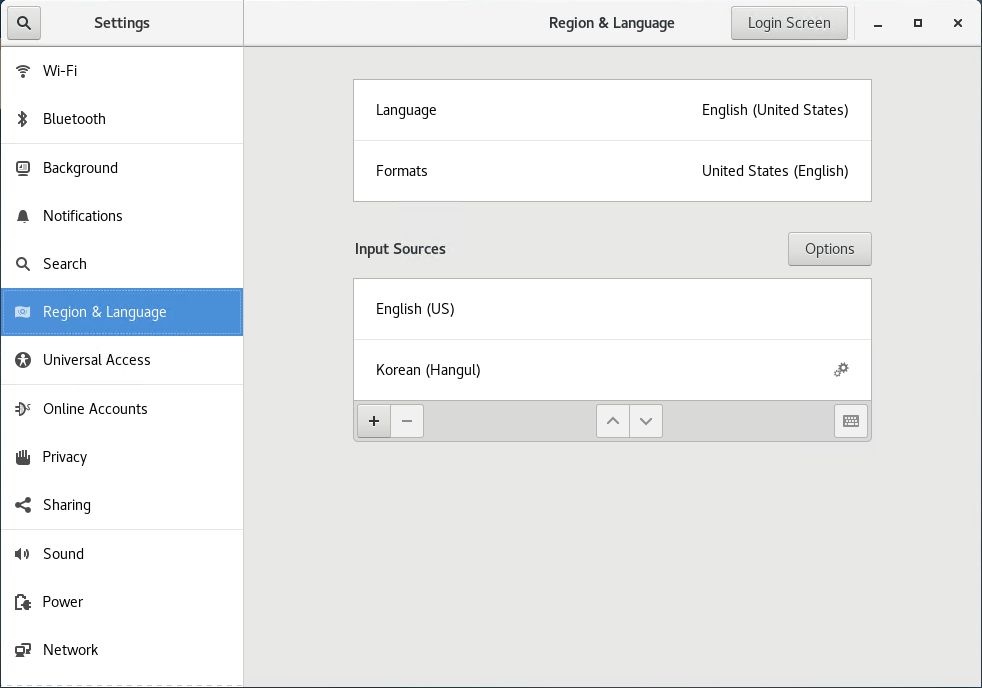 Settings
Region & Language
Login Screen
Wi-Fi
Bluetooth
Background
Notifications
Search
Region & Language
Universal Access
Online Accounts
Privacy
Sharing
Sound
Power
Network
Language English (United States)
Formats United States (English)
Input Sources
Options
English (US)
Korean (Hangul)